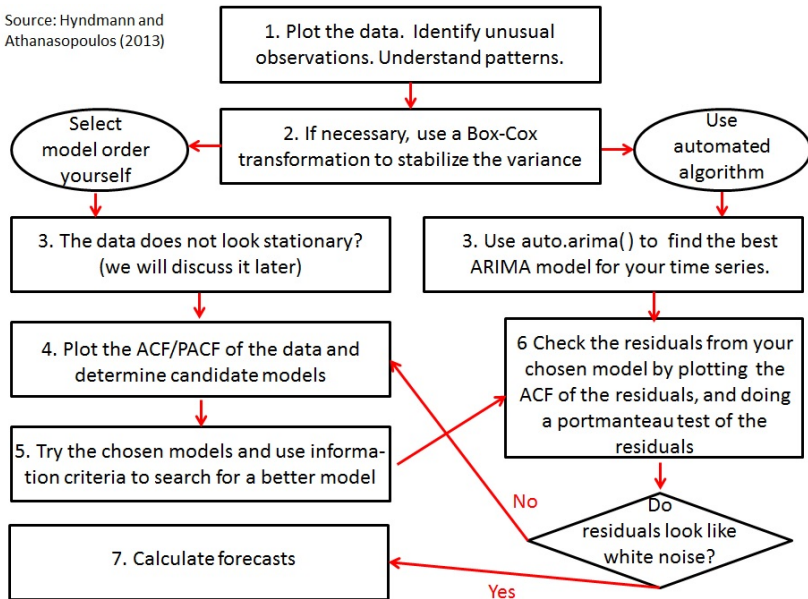 Source: Hyndmann and
Athanasopoulos (2013)
1. Plot the data.  Identify unusual
observations. Understand patterns.
Select
model order
yourself
2. If necessary, use a Box-Cox
transformation to stabilize the variance
Use
automated
algorithm
3. The data does not look stationary?
(we will discuss it later)
3. Use auto.arima( ) to  find the best
ARIMA model for your time series.
4. Plot the ACF/PACF of the data and
determine candidate models
6 Check the residuals from your
chosen model by plotting  the
ACF of the residuals, and doing
a portmanteau test of the
residuals
5. Try the chosen models and use informa-
tion criteria to search for a better model
No
Do
residuals look like
white noise?
7. Calculate forecasts
Yes